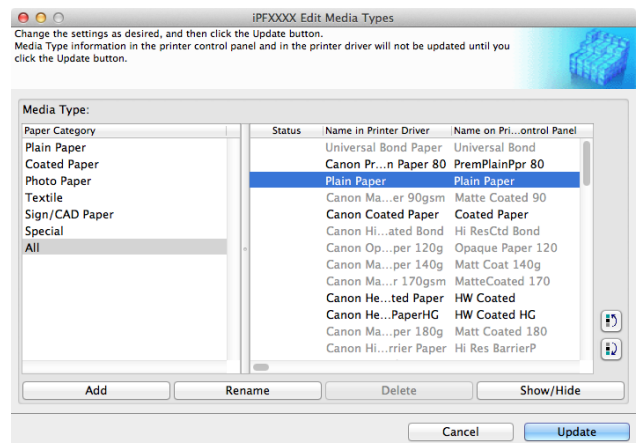 iPFXXXX Edit Media Types
Change the settings as desired, and then click the Update button.
Media Type information in the printer control panel and in the printer driver will not be updated until you
click the Update button.
Media Type:
Paper Category Status Name in Printer Driver Name on Pri...ontrol Panel
Plain Paper Universal Bond Paper Universal Bond
Coated Paper Canon Pr...n Paper 80 PremPlainPpr 80
Photo Paper Plain Paper Plain Paper
Textile Canon Ma...er 90gsm Matte Coated 90
Sign/CAD Paper Canon Coated Paper Coated Paper
Special Canon Hi...ated Bond Hi ResCtd Bond
All Canon Op...per 120g Opaque Paper 120
Canon Ma...per 140g Matt Coat 140g
Canon Ma...r 170gsm MatteCoated 170
Canon He...ted Paper HW Coated
Canon He...PaperHG HW Coated HG
Canon Ma...per 180g Matt Coated 180
Canon Hi...rrier Paper Hi Res BarrierP
Add Rename Delete Show/Hide
Cancel Update